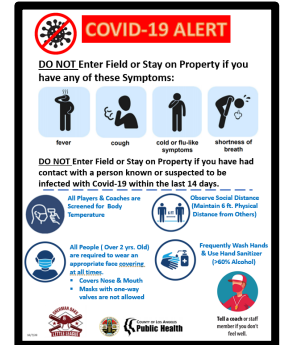 COVID-19 ALERT
DO NOT Enter Field or Stay on Property if you
have any of these Symptoms:
fever
cough
cold or flu-like
symptoms
shortness of
breath
DO NOT Enter Field or Stay on Property if you have had
contact with a person known or suspected to be
infected with Covid-19 within the last 14 days.
All Players & Coaches are
Screened for Body
Temperature
Observe Social Distance
(Maintain 6 ft. Physical
Distance from Others)
All People ( Over 2 yrs. Old)
are required to wear an
appropriate face covering
at all times.
• Covers Nose & Mouth
• Masks with one-way
valves are not allowed
Frequently Wash Hands
& Use Hand Sanitizer
(>60% Alcohol)
COUNTY OF LOS ANGELES
Public Health
Tell a coach or staff
member if you don't
feel well.